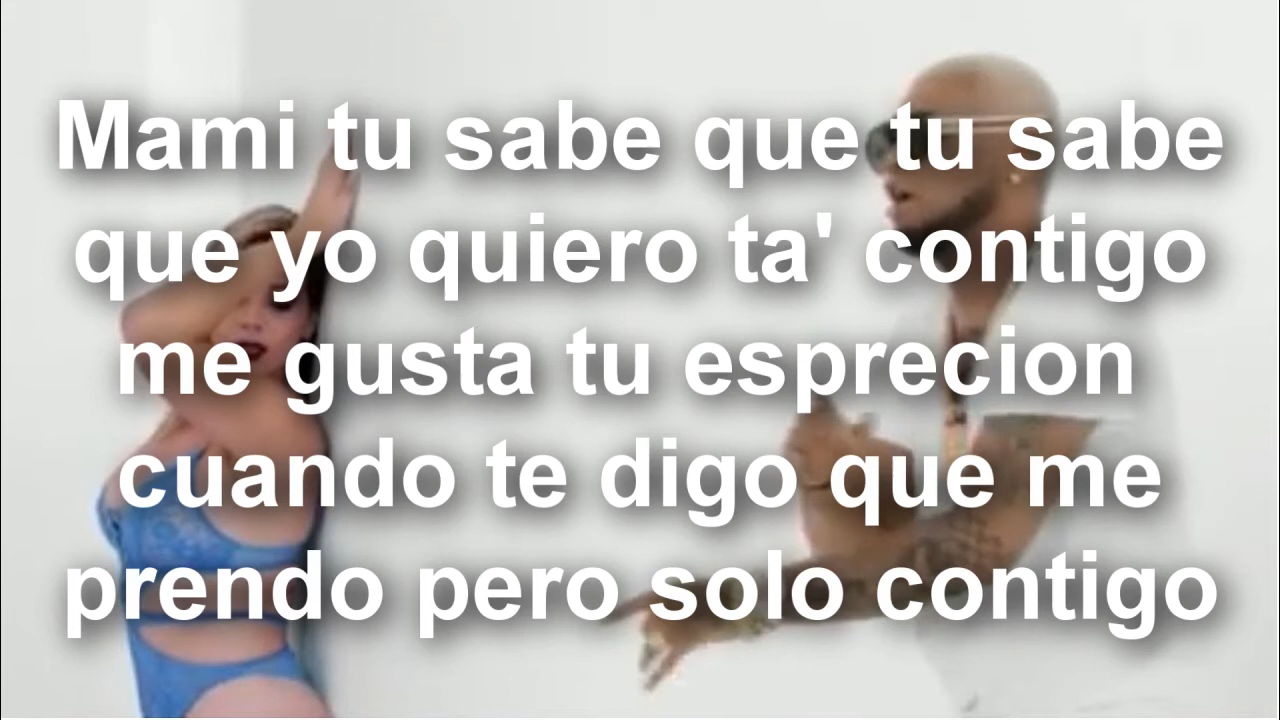 Mami tu sabe que tu sabe
que yo quiero ta' contigo
me gusta tu esprecion
cuando te digo que me
prendo pero solo contigo